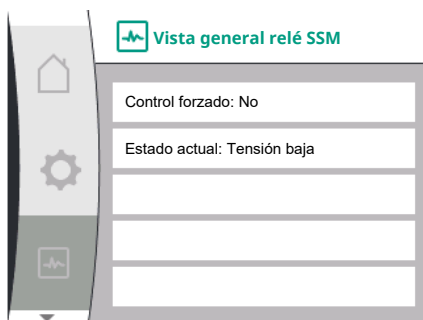 Vista general relé SSM
Control forzado: No
Estado actual: Tensión baja